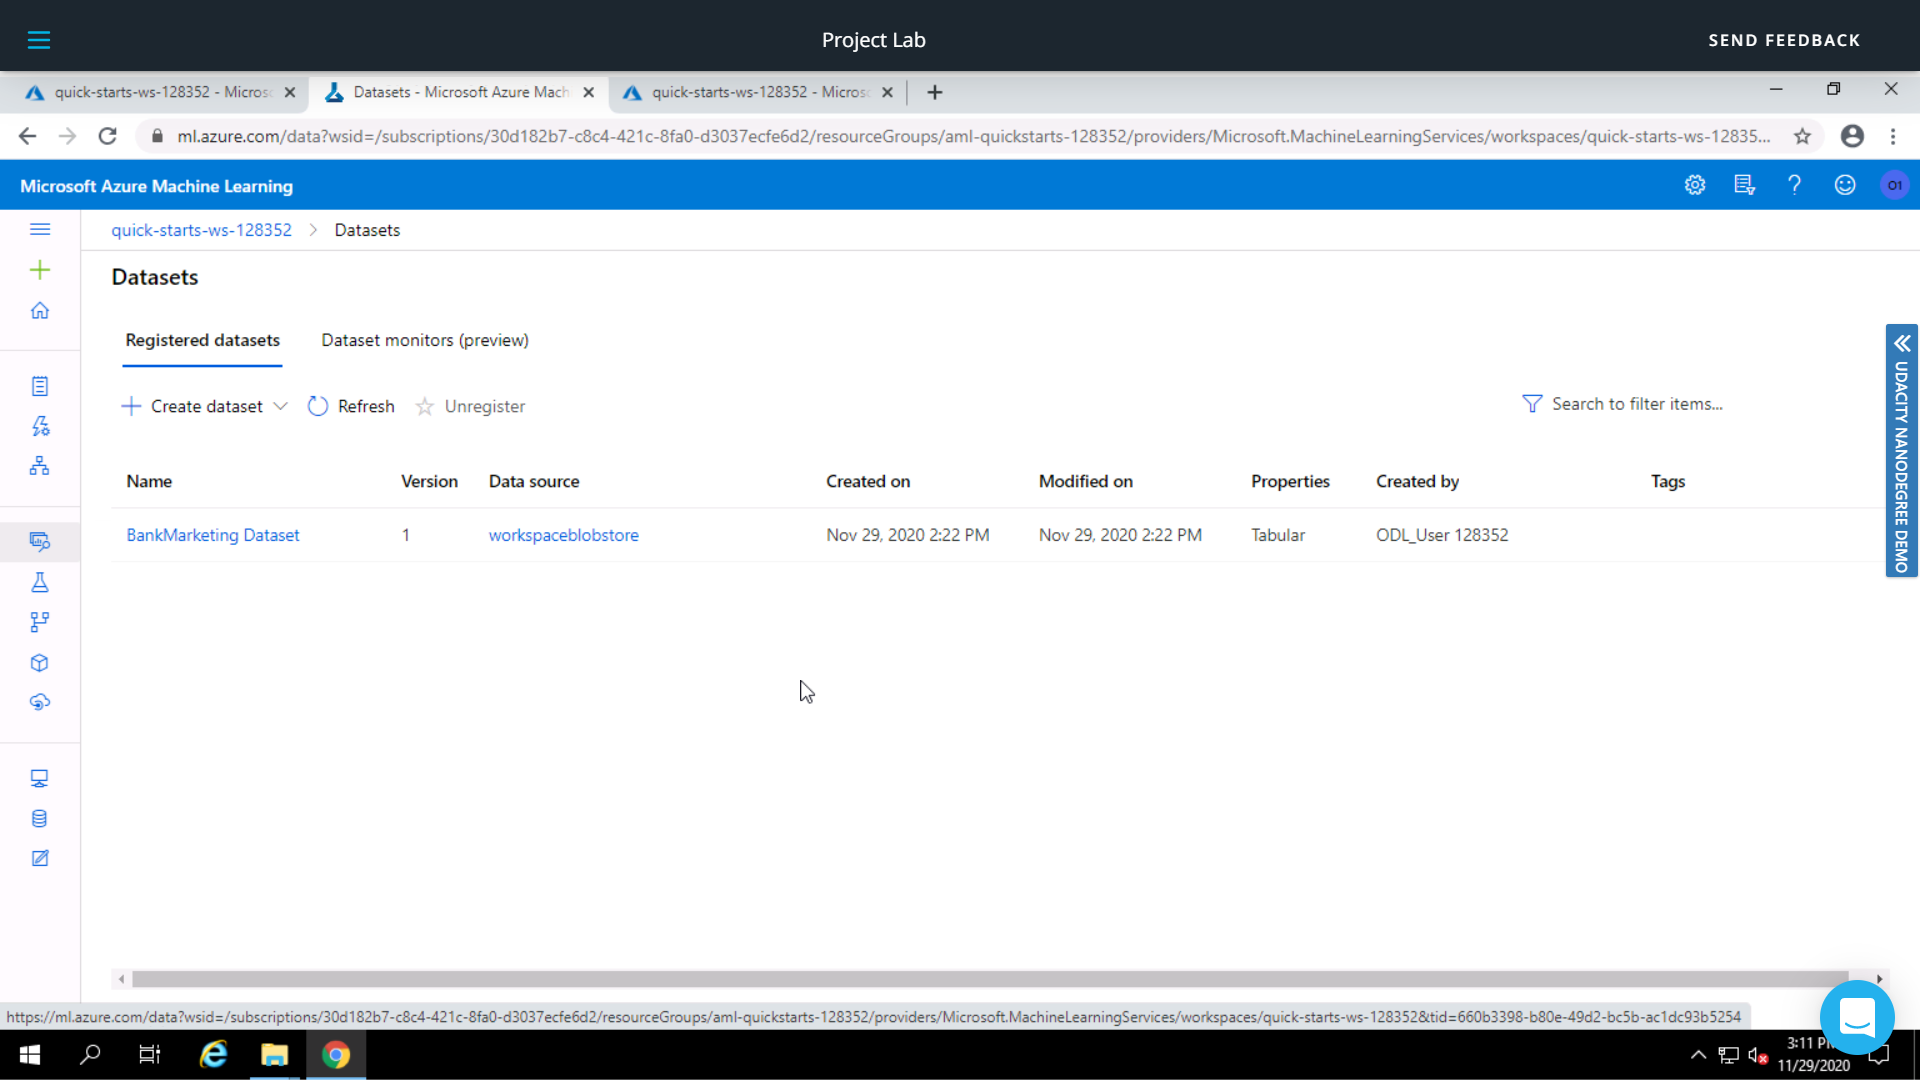 Project Lab
SEND FEEDBACK
quick-starts-ws-128352 - Micros
Datasets - Microsoft Azure Mach
quick-starts-ws-128352 - Micros
ml.azure.com/data?wsid=/subscriptions/30d182b7-c8c4-421c-8fa0-d3037ecfe6d2/resourceGroups/aml-quickstarts-128352/providers/Microsoft.MachineLearningServices/workspaces/quick-starts-ws-12835...
Microsoft Azure Machine Learning
O1
quick-starts-ws-128352 > Datasets
Datasets
Registered datasets
Dataset monitors (preview)
Create dataset
Refresh
Unregister
Search to filter items...
Name Version Data source Created on Modified on Properties Created by Tags
BankMarketing Dataset 1 workspaceblobstore Nov 29, 2020 2:22 PM Nov 29, 2020 2:22 PM Tabular ODL_User 128352
UDACITY NANODEGREE DEMO
https://ml.azure.com/data?wsid=/subscriptions/30d182b7-c8c4-421c-8fa0-d3037ecfe6d2/resourceGroups/aml-quickstarts-128352/providers/Microsoft.MachineLearningServices/workspaces/quick-starts-ws-128352&tid=660b3398-b80e-49d2-bc5b-ac1dc93b5254
3:11 PM
11/29/2020